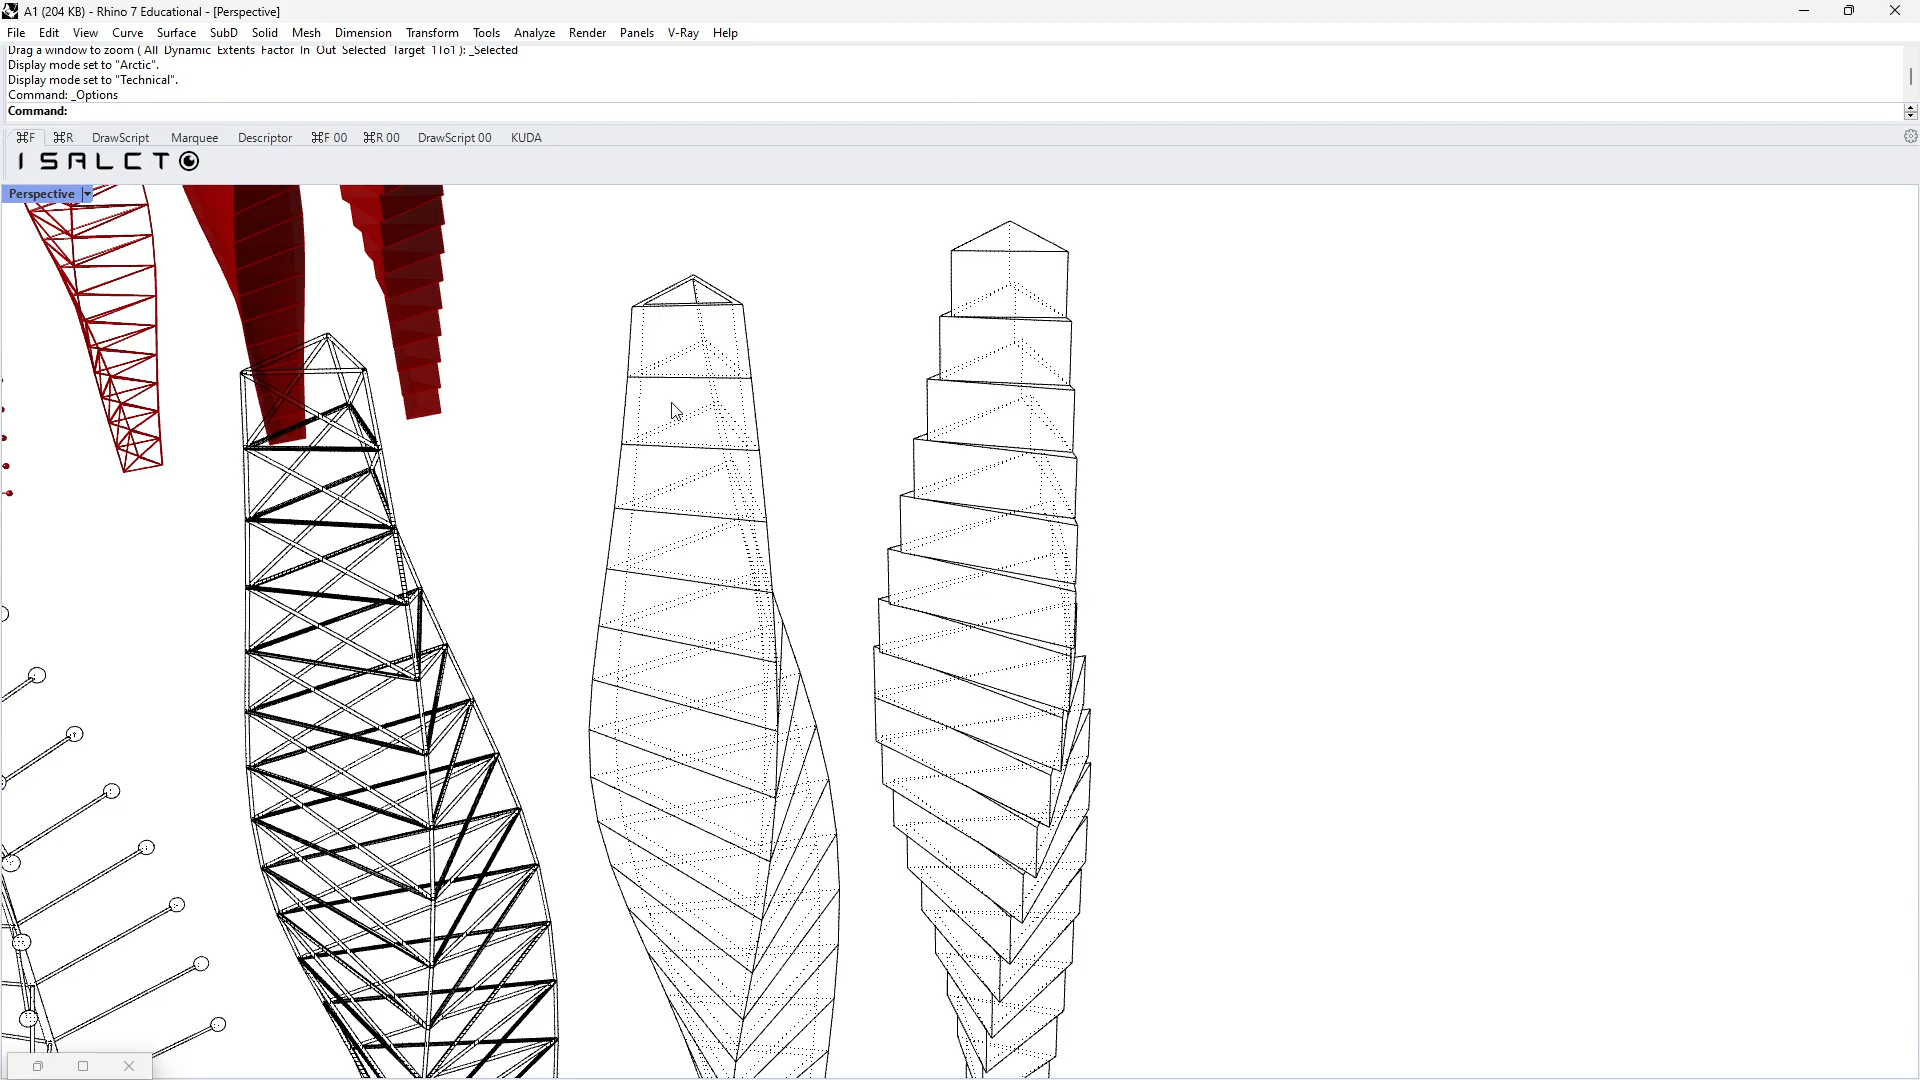 A1 (204 KB) - Rhino 7 Educational - [Perspective]
File Edit View Curve Surface SubD Solid Mesh Dimension Transform Tools Analyze Render Panels V-Ray Help
Drag a window to zoom ( All Dynamic Extents Factor In Out Selected Target 1To1 ): _Selected
Display mode set to "Arctic".
Display mode set to "Technical".
Command: _Options
Command:
⌘F ⌘R DrawScript Marquee Descriptor ⌘F 00 ⌘R 00 DrawScript 00 KUDA
I S A L C T
Perspective